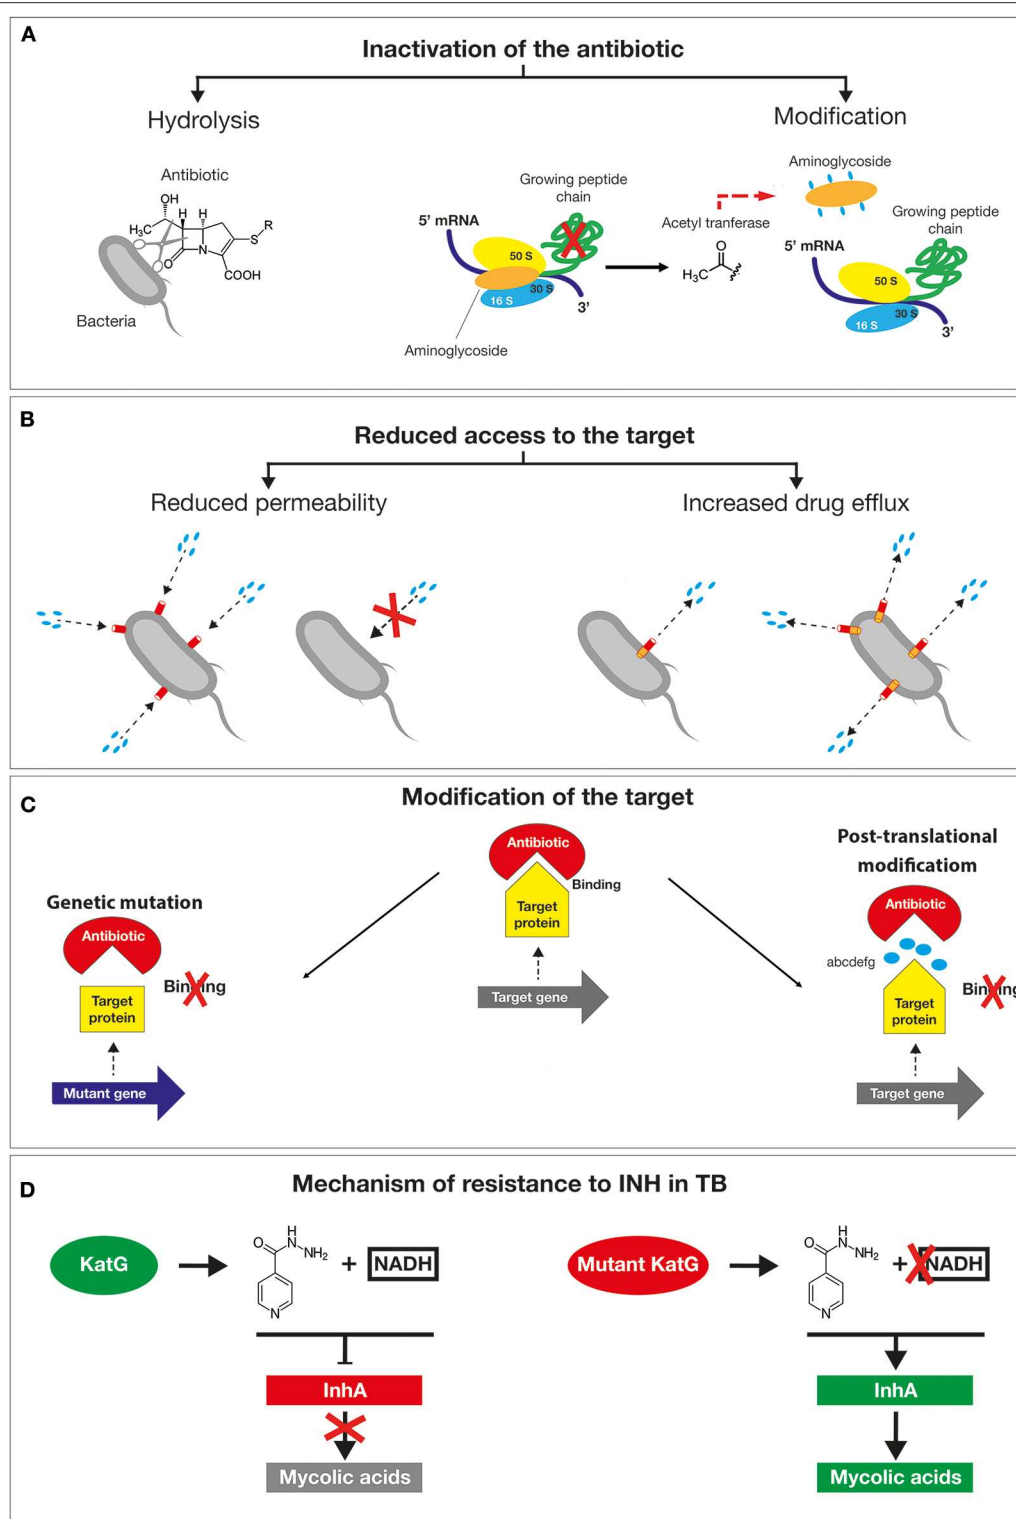 A
Inactivation of the antibiotic
Hydrolysis
Modification
Antibiotic
OH
H₃C
H
H
S
R
N
O
COOH
Bacteria
Growing peptide
chain
5’ mRNA
50 S
30 S
16 S
3’
Aminoglycoside
Acetyl tranferase
O
H₃C
Aminoglycoside
Growing peptide
chain
5’ mRNA
50 S
30 S
16 S
3’
B
Reduced access to the target
Reduced permeability
Increased drug efflux
C
Modification of the target
Antibiotic
Binding
Target
protein
Target gene
Genetic mutation
Antibiotic
Binding
Target
protein
Mutant gene
Post-translational
modificatiom
Antibiotic
abcdefg
Binding
Target
protein
Target gene
D
Mechanism of resistance to INH in TB
KatG
O
H
N
NH₂
N
+
NADH
InhA
Mycolic acids
Mutant KatG
O
H
N
NH₂
N
+
NADH
InhA
Mycolic acids